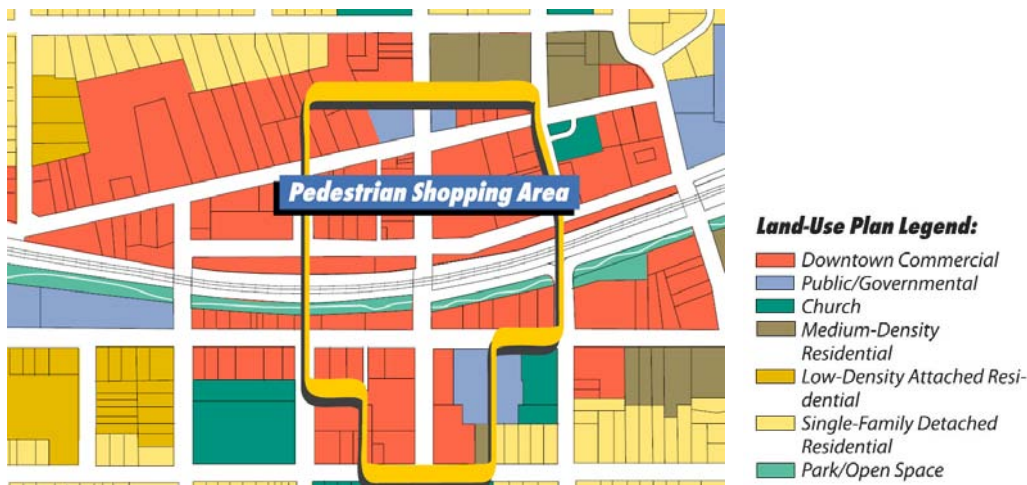 Pedestrian Shopping Area
Land-Use Plan Legend:
Downtown Commercial
Public/Governmental
Church
Medium-Density
Residential
Low-Density Attached Resi-
dential
Single-Family Detached
Residential
Park/Open Space